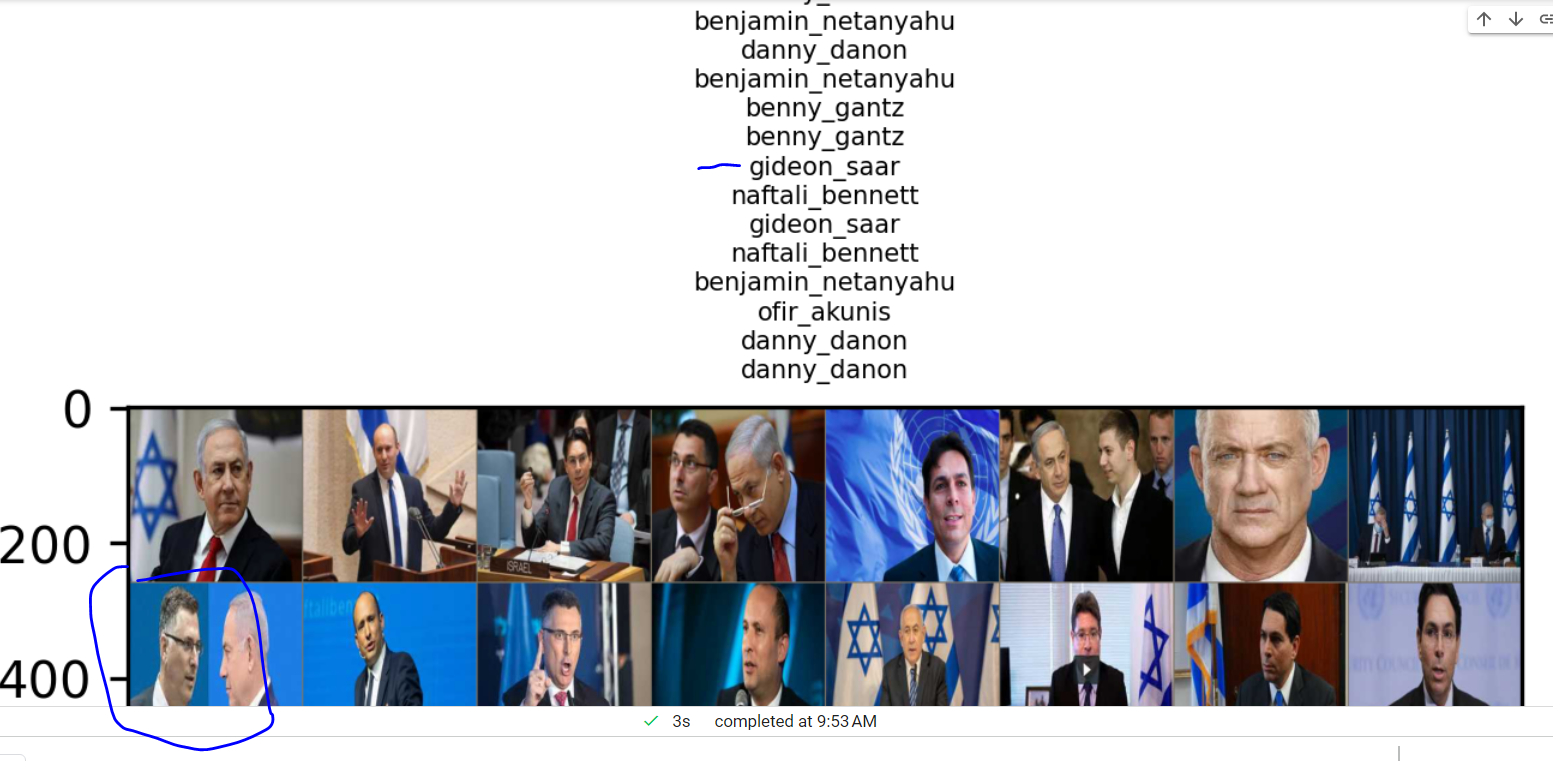 benjamin_netanyahu
danny_danon
benjamin_netanyahu
benny_gantz
benny_gantz
gideon_saar
naftali_bennett
gideon_saar
naftali_bennett
benjamin_netanyahu
ofir_akunis
danny_danon
danny_danon
0
200
ISRAEL
400
3s completed at 9:53 AM